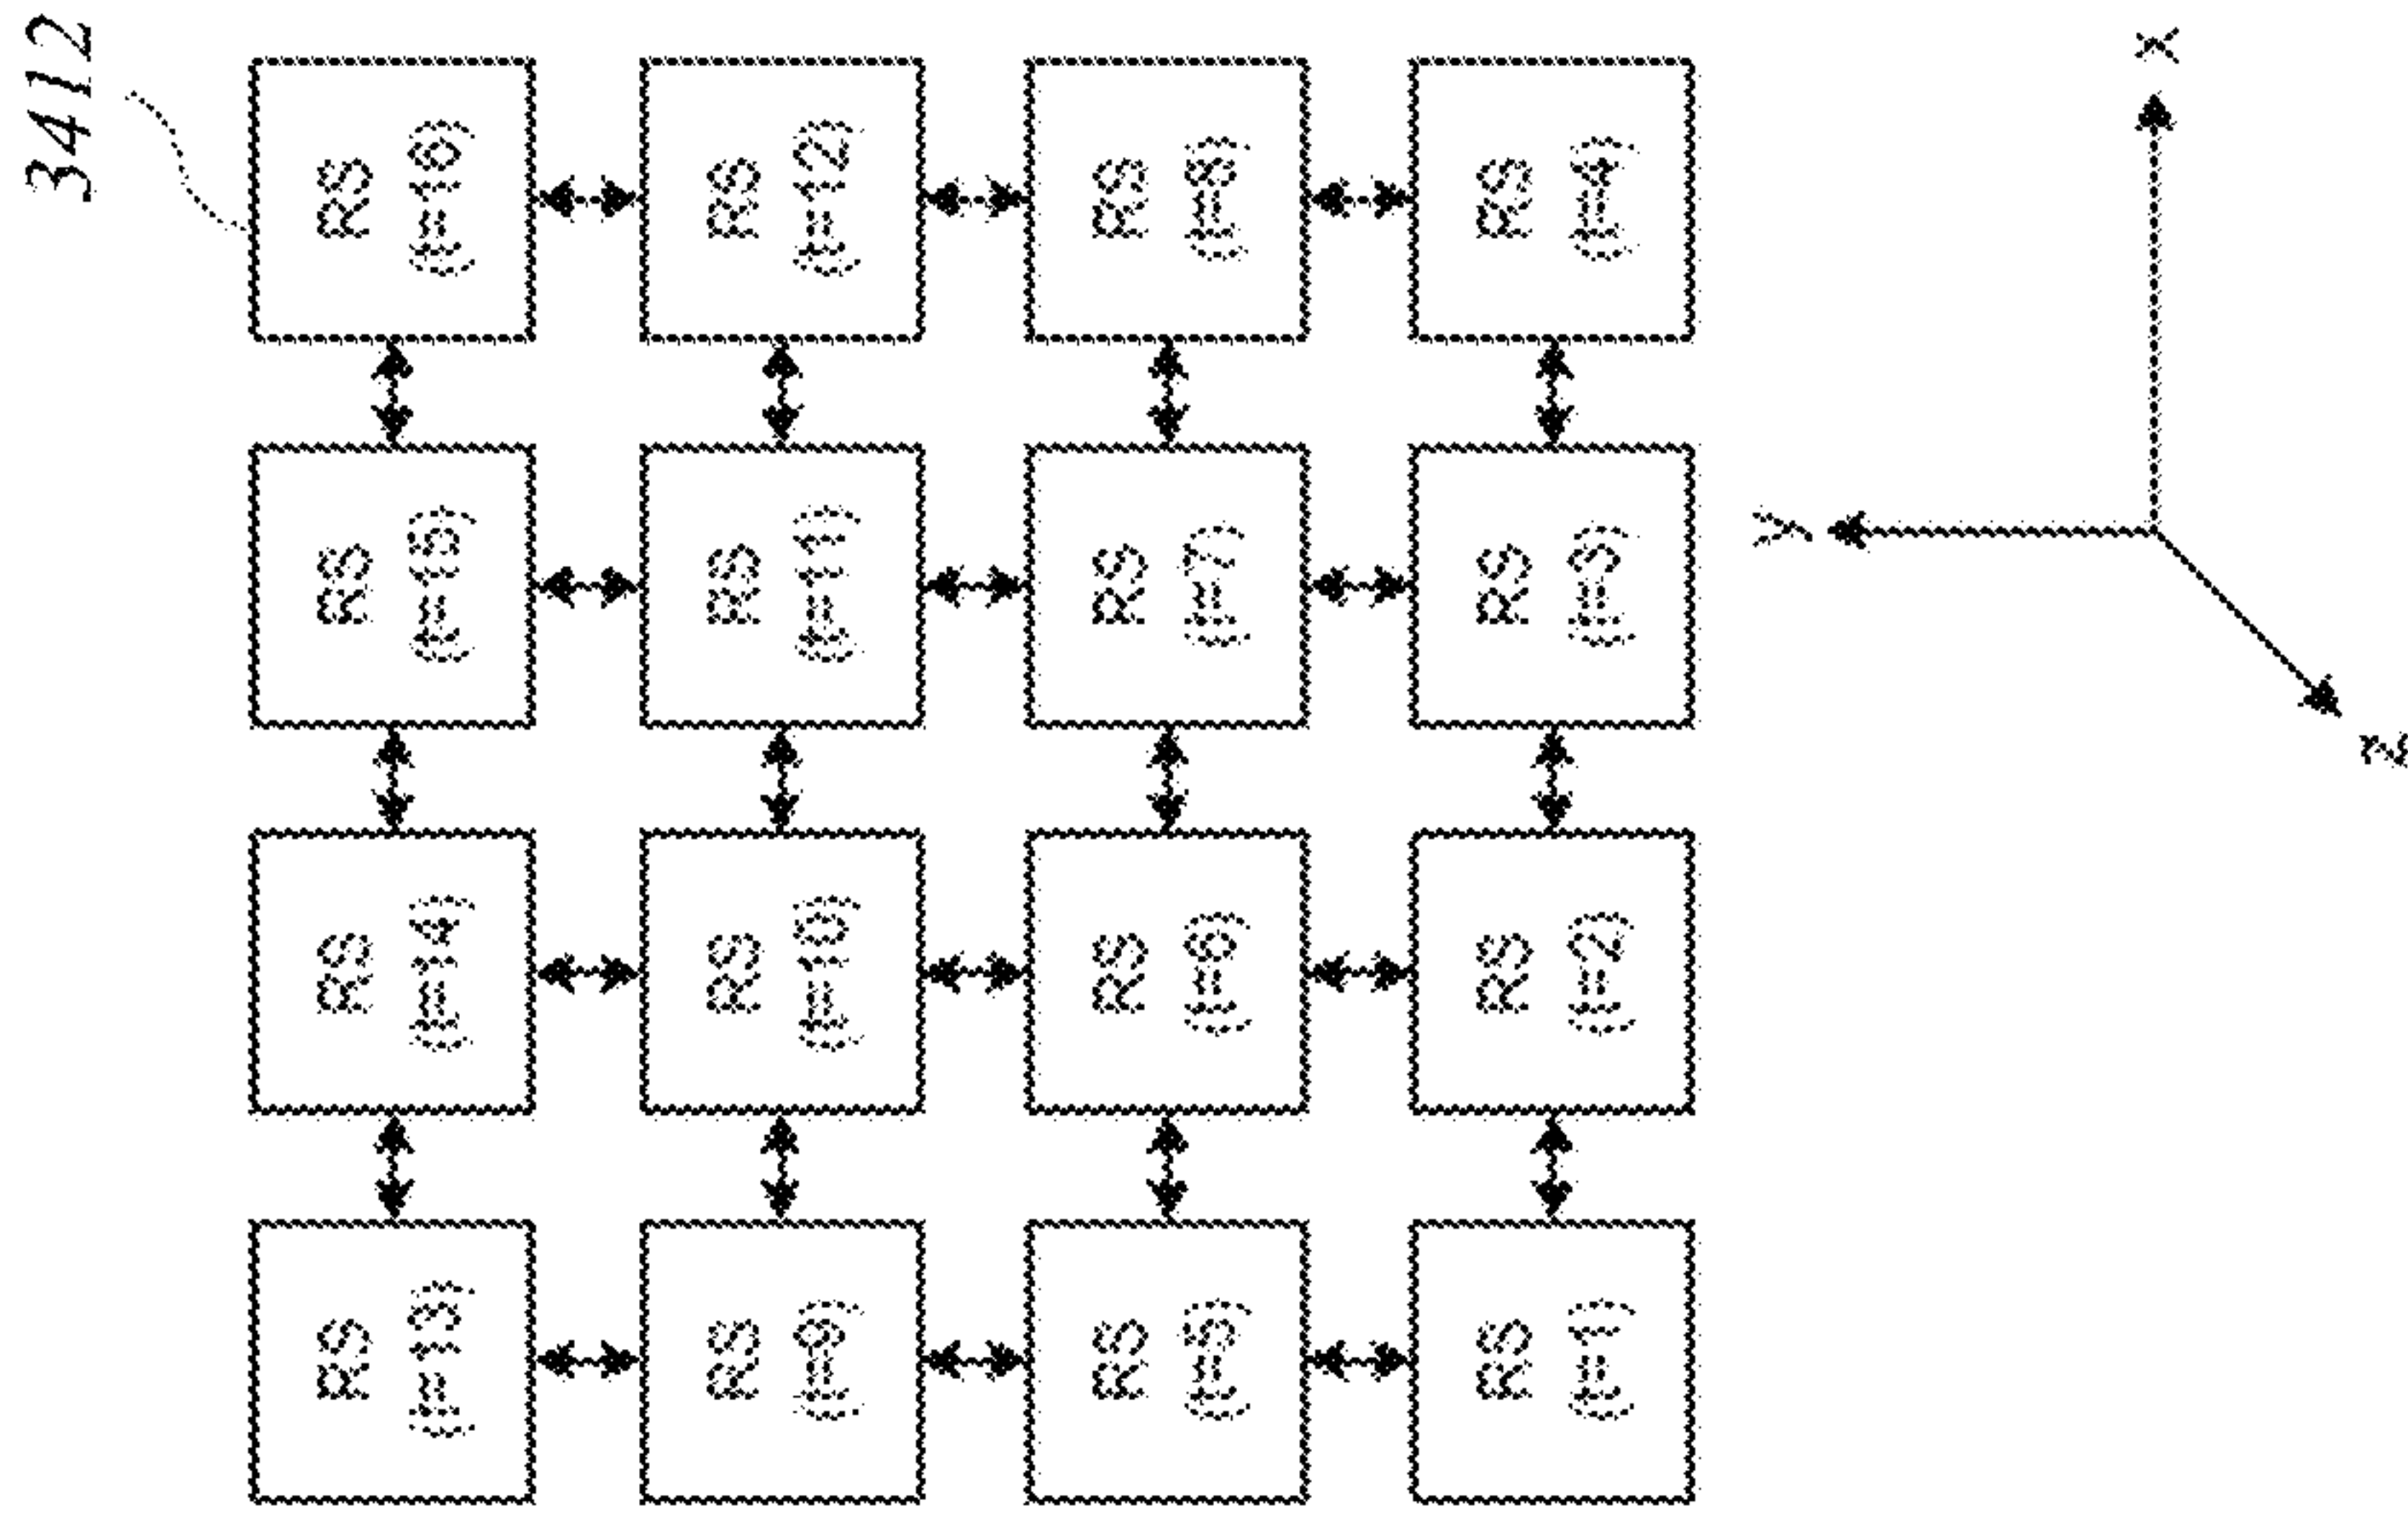 3412
RS RS RS RS
(i=13) (i=14) (i=15) (i=16)
RS RS RS RS
(i=9) (i=10) (i=11) (i=12)
RS RS RS RS
(i=5) (i=6) (i=7) (i=8)
RS RS RS RS
(i=1) (i=2) (i=3) (i=4)
y
x
z